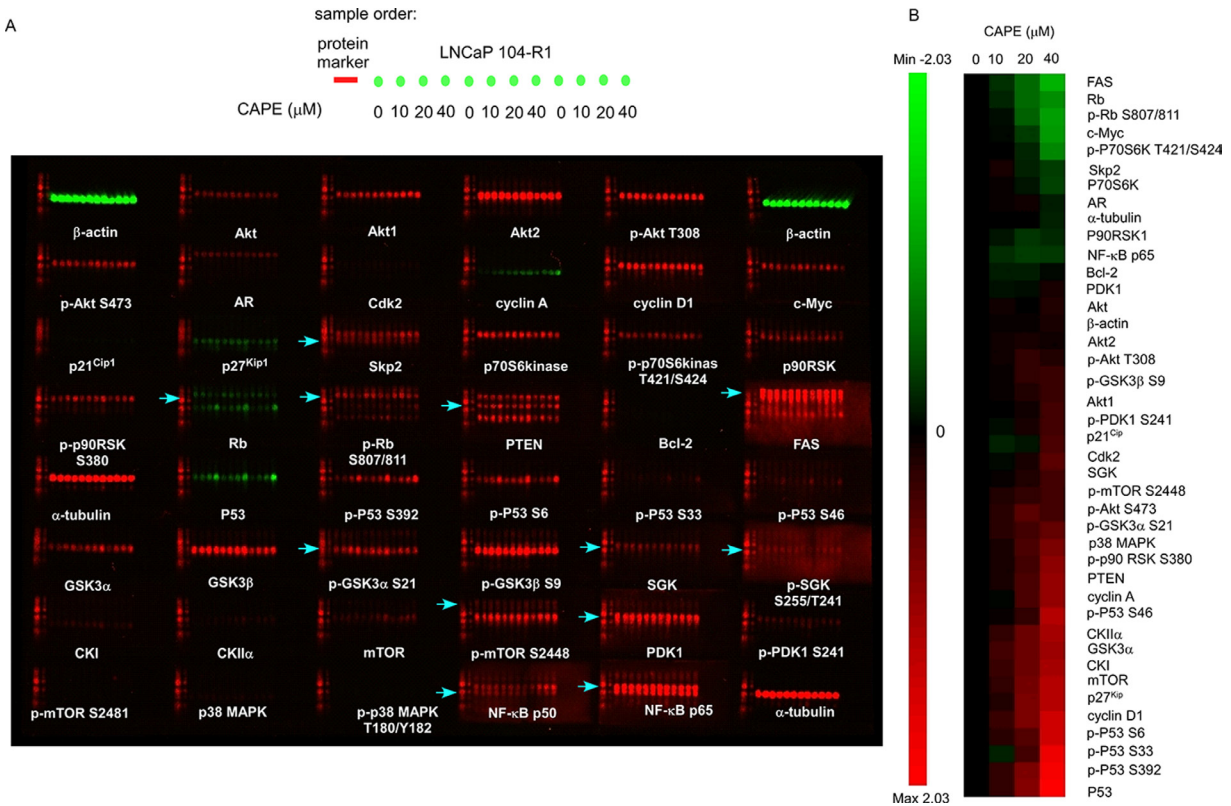 A
sample order:
protein
marker
LNCaP 104-R1
CAPE (µM)
0 10 20 40 0 10 20 40 0 10 20 40
β-actin Akt Akt1 Akt2 p-Akt T308 β-actin
p-Akt S473 AR Cdk2 cyclin A cyclin D1 c-Myc
p21Cip1 p27Kip1 Skp2 p70S6kinase p-p70S6kinas p90RSK
T421/S424
p-p90RSK Rb p-Rb PTEN Bcl-2 FAS
S380 S807/811
α-tubulin P53 p-P53 S392 p-P53 S6 p-P53 S33 p-P53 S46
GSK3α GSK3β p-GSK3α S21 p-GSK3β S9 SGK p-SGK
S255/T241
CKI CKIIα mTOR p-mTOR S2448 PDK1 p-PDK1 S241
p-mTOR S2481 p38 MAPK p-p38 MAPK NF-κB p50 NF-κB p65 α-tubulin
T180/Y182
B
CAPE (µM)
Min -2.03
0 10 20 40
0
Max 2.03
FAS
Rb
p-Rb S807/811
c-Myc
p-P70S6K T421/S424
Skp2
P70S6K
AR
α-tubulin
P90RSK1
NF-κB p65
Bcl-2
PDK1
Akt
β-actin
Akt2
p-Akt T308
p-GSK3β S9
Akt1
p-PDK1 S241
p21Cip
Cdk2
SGK
p-mTOR S2448
p-Akt S473
p-GSK3α S21
p38 MAPK
p-p90 RSK S380
PTEN
cyclin A
p-P53 S46
CKIIα
GSK3α
CKI
mTOR
p27Kip
cyclin D1
p-P53 S6
p-P53 S33
p-P53 S392
P53